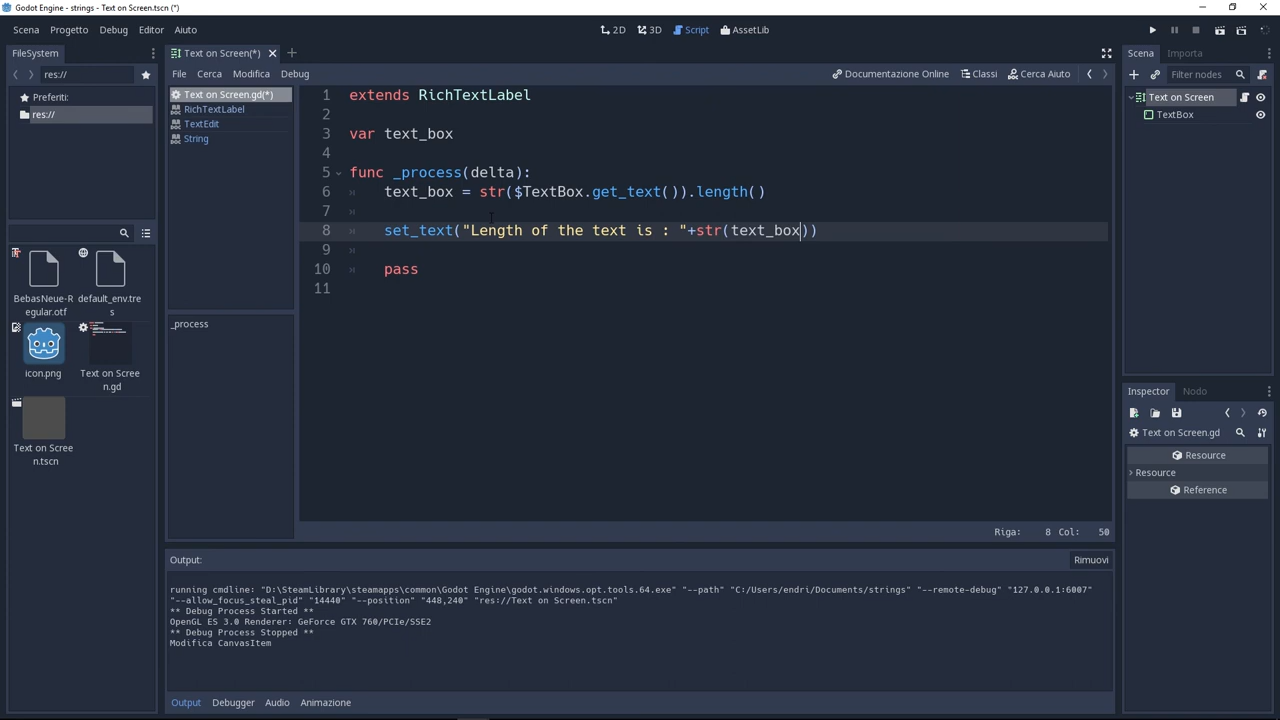 Godot Engine - strings - Text on Screen.tscn (*)
Scena Progetto Debug Editor Aiuto
2D 3D Script AssetLib
FileSystem
res://
Preferiti:
res://
BebasNeue-R
egular.otf
default_env.tre
s
icon.png
Text on Scree
n.gd
Text on Scree
n.tscn
Text on Screen(*)
File Cerca Modifica Debug
Documentazione Online Classi Cerca Aiuto
Text on Screen.gd(*)
RichTextLabel
TextEdit
String
_process
1 extends RichTextLabel
2
3 var text_box
4
5 func _process(delta):
6 text_box = str($TextBox.get_text()).length()
7
8 set_text("Length of the text is : "+str(text_box))
9
10 pass
11
Riga: 8 Col: 50
Output:
Rimuovi
running cmdline: "D:\SteamLibrary\steamapps\common\Godot Engine\godot.windows.opt.tools.64.exe" "--path" "C:/Users/endri/Documents/strings" "--remote-debug" "127.0.0.1:6007"
"--allow_focus_steal_pid" "14440" "--position" "448,240" "res://Text on Screen.tscn"
** Debug Process Started **
OpenGL ES 3.0 Renderer: GeForce GTX 760/PCIe/SSE2
** Debug Process Stopped **
Modifica CanvasItem
Output Debugger Audio Animazione
Scena Importa
Filter nodes
Text on Screen
TextBox
Inspector Nodo
Text on Screen.gd
Resource
Resource
Reference